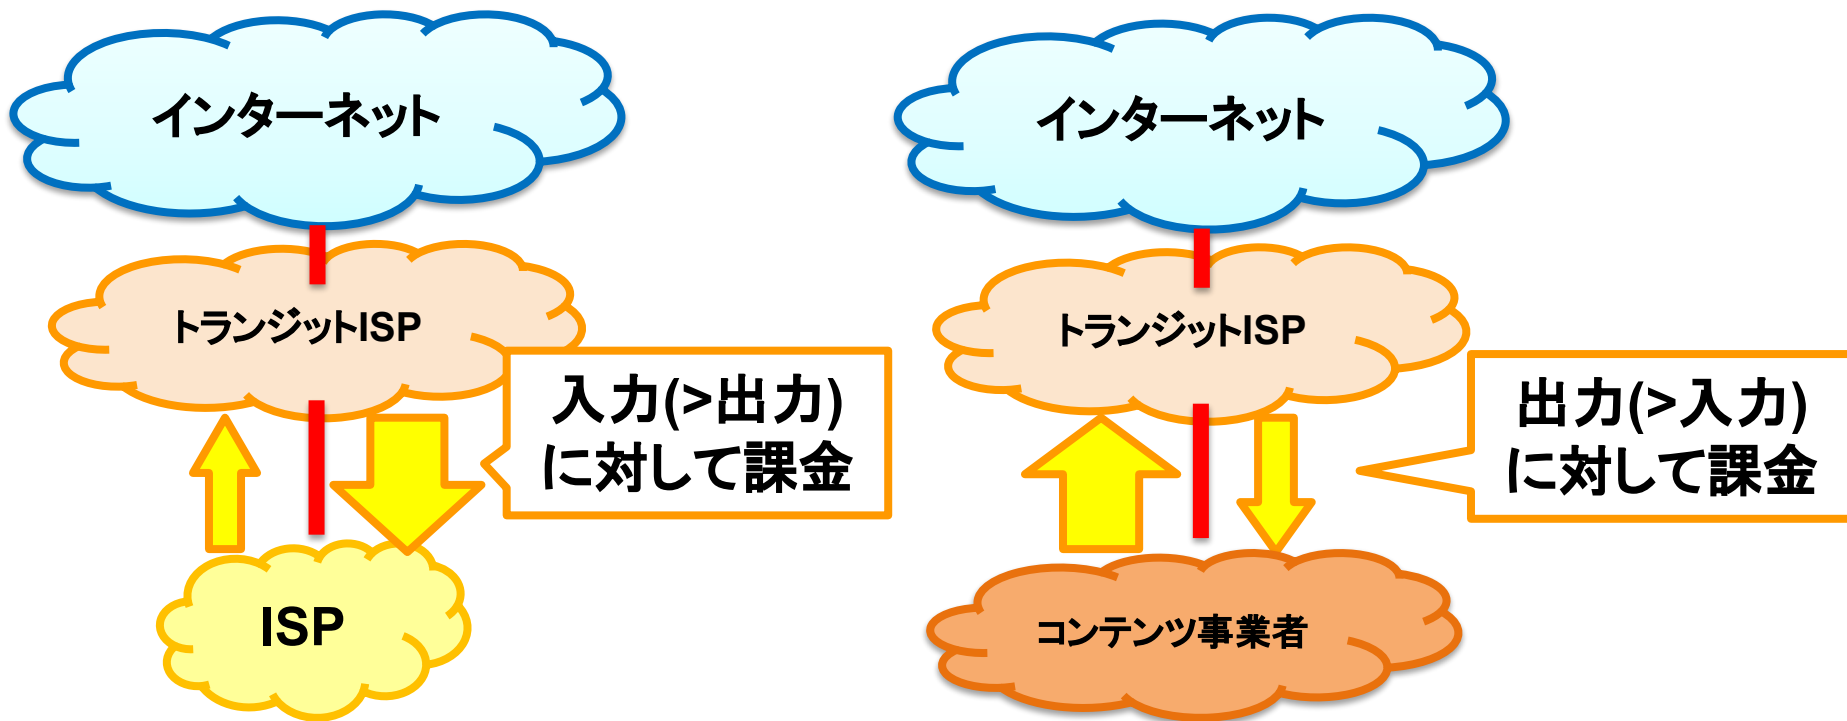 インターネット
トランジットISP
入力(>出力)
に対して課金
ISP
インターネット
トランジットISP
出力(>入力)
に対して課金
コンテンツ事業者